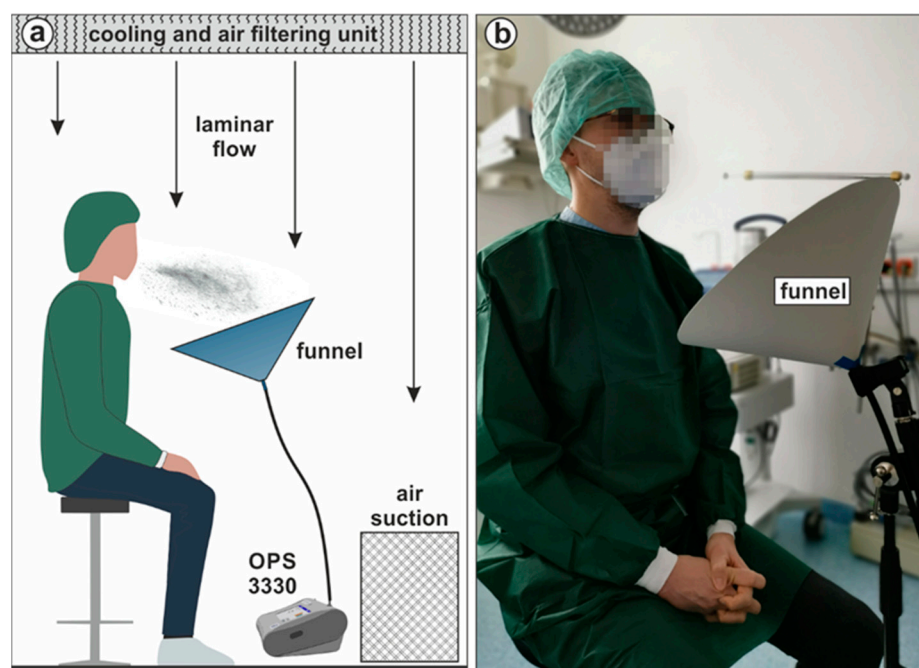 a
cooling and air filtering unit
laminar
flow
funnel
air
suction
OPS
3330
b
funnel